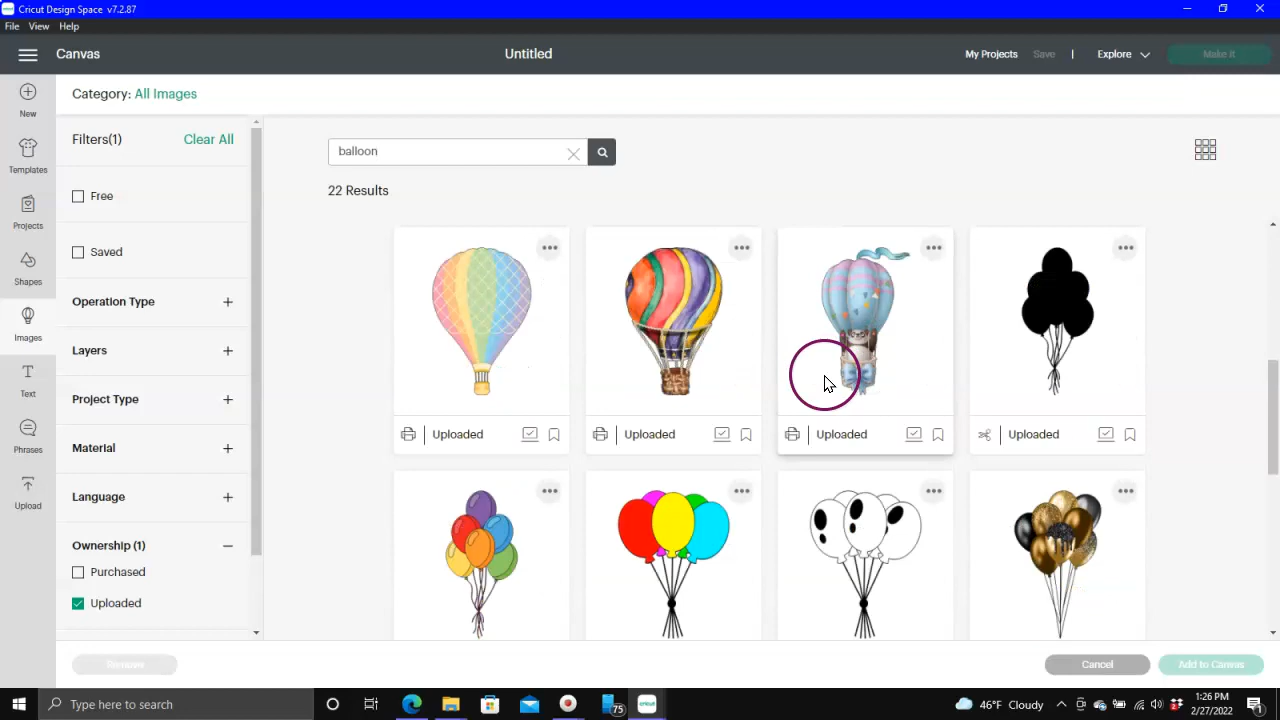 Cricut Design Space v7.2.87
File View Help
Canvas
Untitled
My Projects Save | Explore Make It
New
Templates
Projects
Shapes
Images
Text
Phrases
Upload
Category: All Images
Filters(1) Clear All
Free
Saved
Operation Type
Layers
Project Type
Material
Language
Ownership (1)
Purchased
Uploaded
balloon
22 Results
Uploaded
Uploaded
Uploaded
Uploaded
Remove
Cancel
Add to Canvas
Type here to search
75
46°F Cloudy
1:26 PM
2/27/2022
1